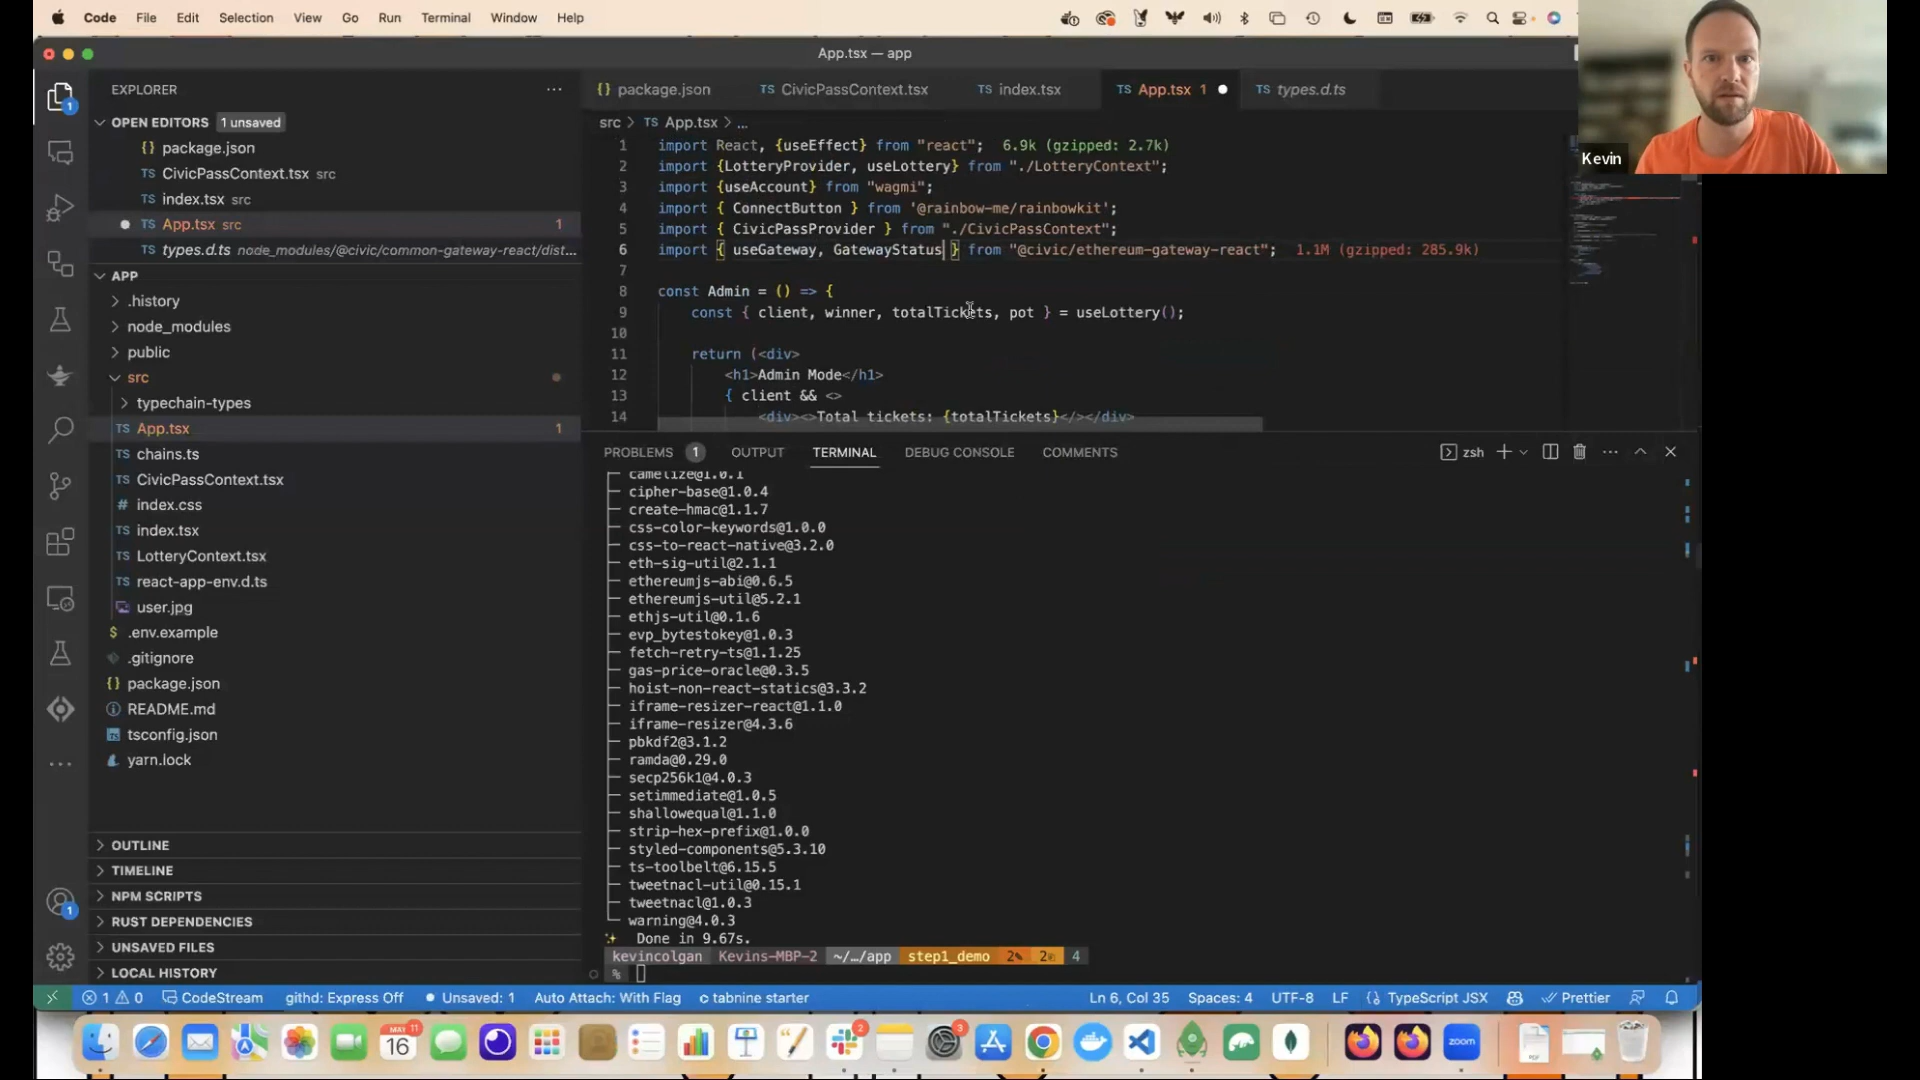 Code File Edit Selection View Go Run Terminal Window Help
App.tsx — app
Kevin
EXPLORER
OPEN EDITORS 1 unsaved
package.json
CivicPassContext.tsx src
index.tsx src
App.tsx src 1
types.d.ts node_modules/@civic/common-gateway-react/dist...
APP
.history
node_modules
public
src
typechain-types
App.tsx 1
chains.ts
CivicPassContext.tsx
index.css
index.tsx
LotteryContext.tsx
react-app-env.d.ts
user.jpg
.env.example
.gitignore
package.json
README.md
tsconfig.json
yarn.lock
OUTLINE
TIMELINE
NPM SCRIPTS
RUST DEPENDENCIES
UNSAVED FILES
LOCAL HISTORY
package.json CivicPassContext.tsx index.tsx App.tsx 1 types.d.ts
src > App.tsx > ...
1 import React, {useEffect} from "react"; 6.9k (gzipped: 2.7k)
2 import {LotteryProvider, useLottery} from "./LotteryContext";
3 import {useAccount} from "wagmi";
4 import { ConnectButton } from '@rainbow-me/rainbowkit';
5 import { CivicPassProvider } from "./CivicPassContext";
6 import { useGateway, GatewayStatus } from "@civic/ethereum-gateway-react"; 1.1M (gzipped: 285.9k)
7
8 const Admin = () => {
9 const { client, winner, totalTickets, pot } = useLottery();
10
11 return (<div>
12 <h1>Admin Mode</h1>
13 { client && <>
14 <div><>Total tickets: {totalTickets}</></div>
PROBLEMS 1 OUTPUT TERMINAL DEBUG CONSOLE COMMENTS zsh
├─ camelize@1.0.1
├─ cipher-base@1.0.4
├─ create-hmac@1.1.7
├─ css-color-keywords@1.0.0
├─ css-to-react-native@3.2.0
├─ eth-sig-util@2.1.1
├─ ethereumjs-abi@0.6.5
├─ ethereumjs-util@5.2.1
├─ ethjs-util@0.1.6
├─ evp_bytestokey@1.0.3
├─ fetch-retry-ts@1.1.25
├─ gas-price-oracle@0.3.5
├─ hoist-non-react-statics@3.3.2
├─ iframe-resizer-react@1.1.0
├─ iframe-resizer@4.3.6
├─ pbkdf2@3.1.2
├─ ramda@0.29.0
├─ secp256k1@4.0.3
├─ setimmediate@1.0.5
├─ shallowequal@1.1.0
├─ strip-hex-prefix@1.0.0
├─ styled-components@5.3.10
├─ ts-toolbelt@6.15.5
├─ tweetnacl-util@0.15.1
├─ tweetnacl@1.0.3
└─ warning@4.0.3
✨ Done in 9.67s.
kevincolgan Kevins-MBP-2 ~/…/app step1_demo 2 2 4
%
1 0 CodeStream githd: Express Off Unsaved: 1 Auto Attach: With Flag tabnine starter Ln 6, Col 35 Spaces: 4 UTF-8 LF TypeScript JSX Prettier
16
2
3
zoom